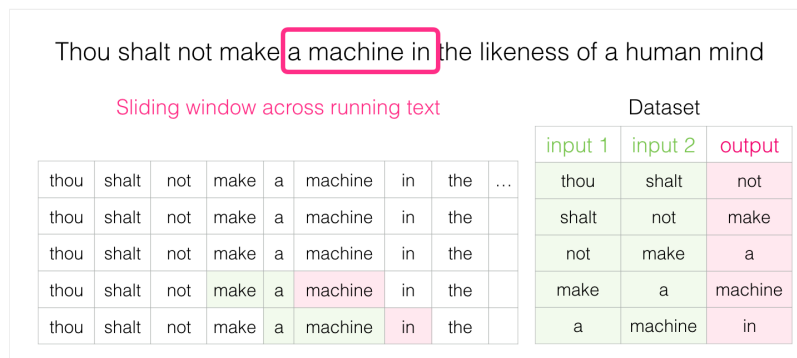 Thou shalt not make a machine in the likeness of a human mind
Sliding window across running text
thou shalt not make a machine in the ...
thou shalt not make a machine in the
thou shalt not make a machine in the
thou shalt not make a machine in the
thou shalt not make a machine in the
Dataset
input 1 input 2 output
thou shalt not
shalt not make
not make a
make a machine
a machine in